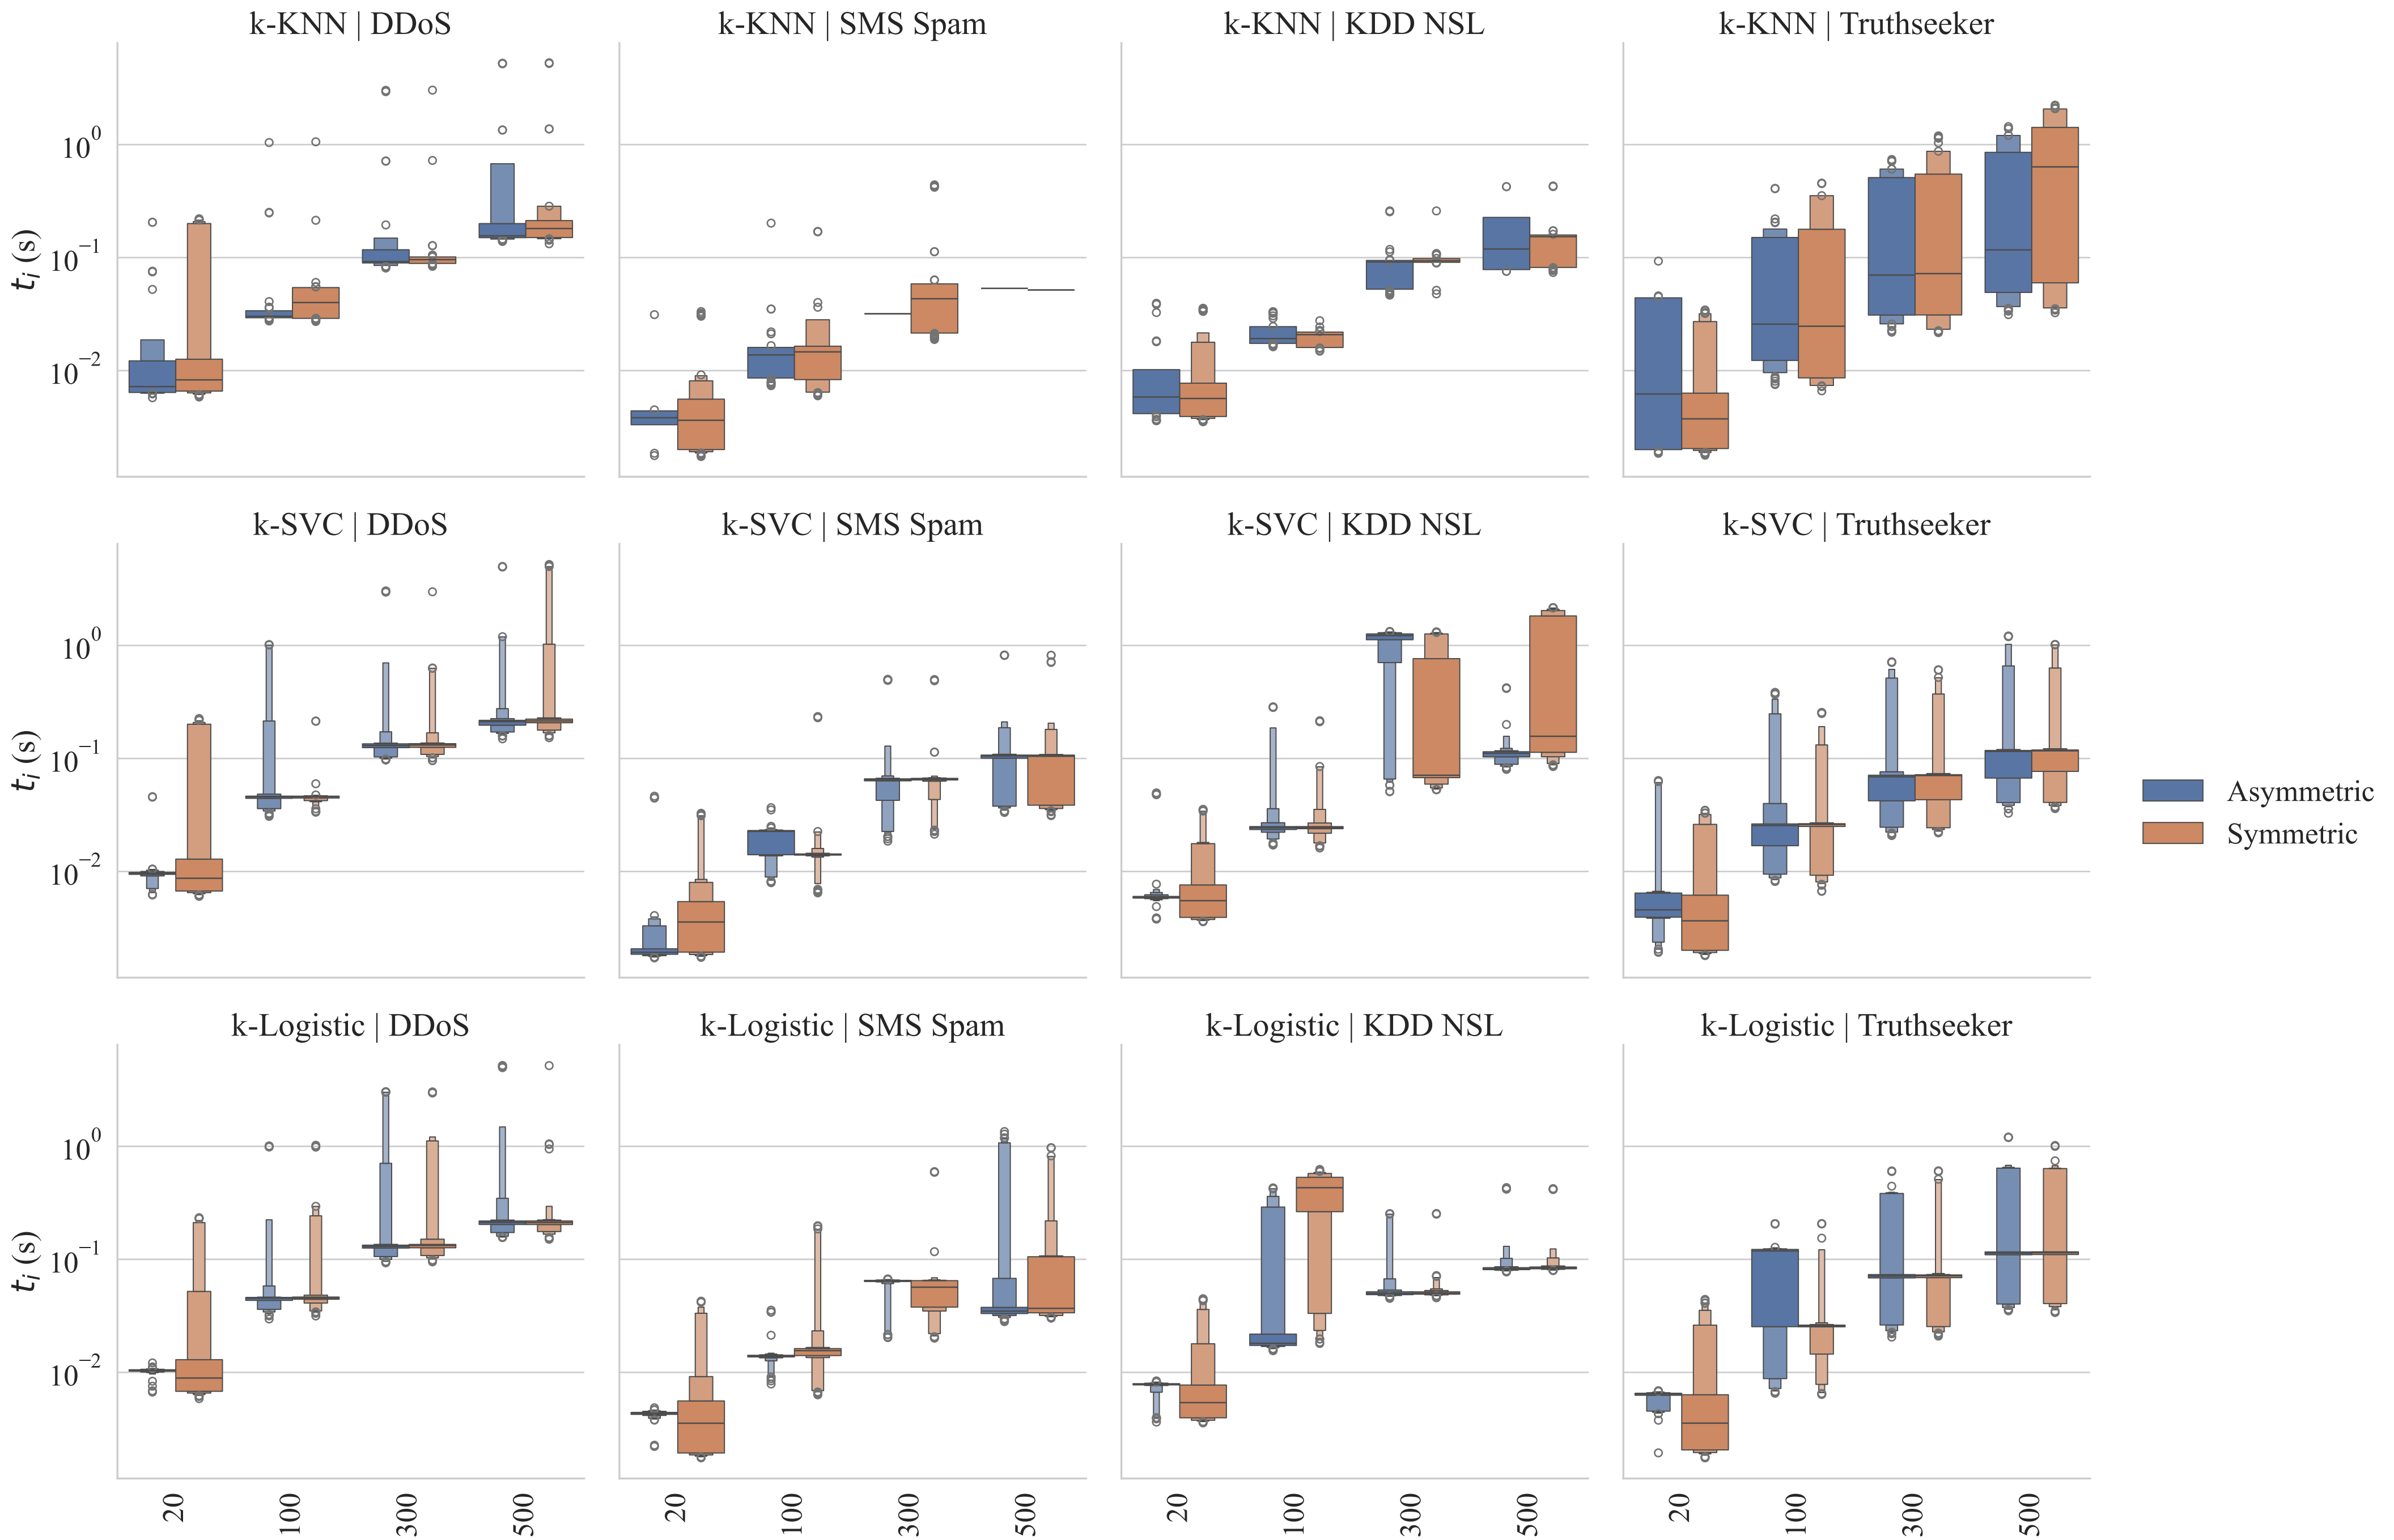 k-KNN | DDoS
k-KNN | SMS Spam
k-KNN | KDD NSL
k-KNN | Truthseeker
10^0
10^-1
10^-2
t_i (s)
k-SVC | DDoS
k-SVC | SMS Spam
k-SVC | KDD NSL
k-SVC | Truthseeker
10^0
10^-1
10^-2
t_i (s)
Asymmetric
Symmetric
k-Logistic | DDoS
k-Logistic | SMS Spam
k-Logistic | KDD NSL
k-Logistic | Truthseeker
10^0
10^-1
10^-2
t_i (s)
20 100 300 500
20 100 300 500
20 100 300 500
20 100 300 500